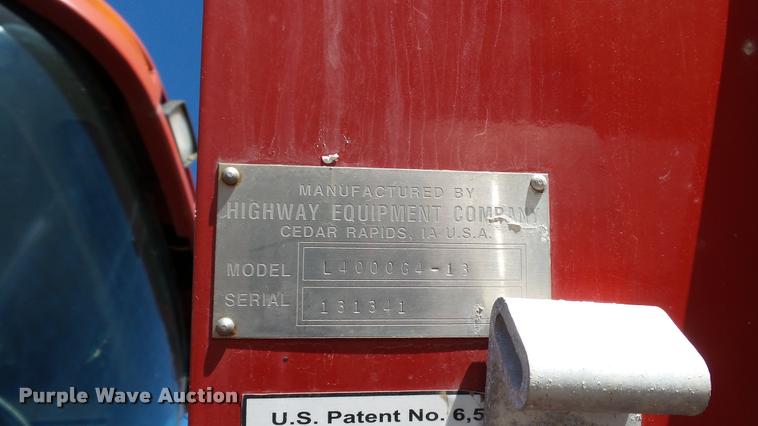 MANUFACTURED BY
HIGHWAY EQUIPMENT COMPANY
CEDAR RAPIDS, IA U.S.A.
MODEL L4000G4-13
SERIAL 131341
U.S. Patent No. 6,5
Purple Wave Auction